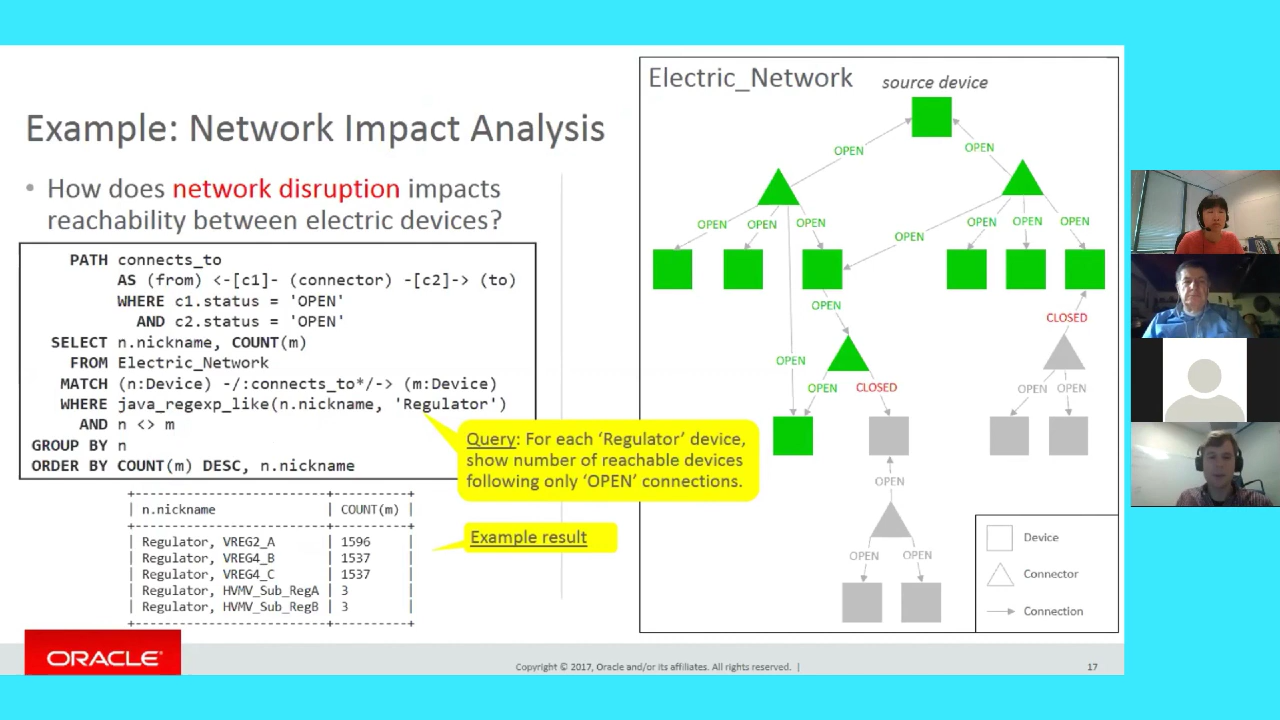 Example: Network Impact Analysis
• How does network disruption impacts
reachability between electric devices?
PATH connects_to
AS (from) <-[c1]- (connector) -[c2]-> (to)
WHERE c1.status = 'OPEN'
AND c2.status = 'OPEN'
SELECT n.nickname, COUNT(m)
FROM Electric_Network
MATCH (n:Device) -/:connects_to*/-> (m:Device)
WHERE java_regexp_like(n.nickname, 'Regulator')
AND n <> m
GROUP BY n
ORDER BY COUNT(m) DESC, n.nickname
Query: For each ‘Regulator’ device,
show number of reachable devices
following only ‘OPEN’ connections.
+-----------------------+----------+
| n.nickname | COUNT(m) |
+-----------------------+----------+
| Regulator, VREG2_A | 1596 |
| Regulator, VREG4_B | 1537 |
| Regulator, VREG4_C | 1537 |
| Regulator, HVMV_Sub_RegA | 3 |
| Regulator, HVMV_Sub_RegB | 3 |
+-----------------------+----------+
Example result
Electric_Network
source device
OPEN
OPEN
OPEN
OPEN
OPEN
OPEN
OPEN
OPEN
OPEN
OPEN
CLOSED
OPEN
OPEN
CLOSED
OPEN
OPEN
OPEN
OPEN
OPEN
Device
Connector
Connection
ORACLE®
Copyright © 2017, Oracle and/or its affiliates. All rights reserved. |
17